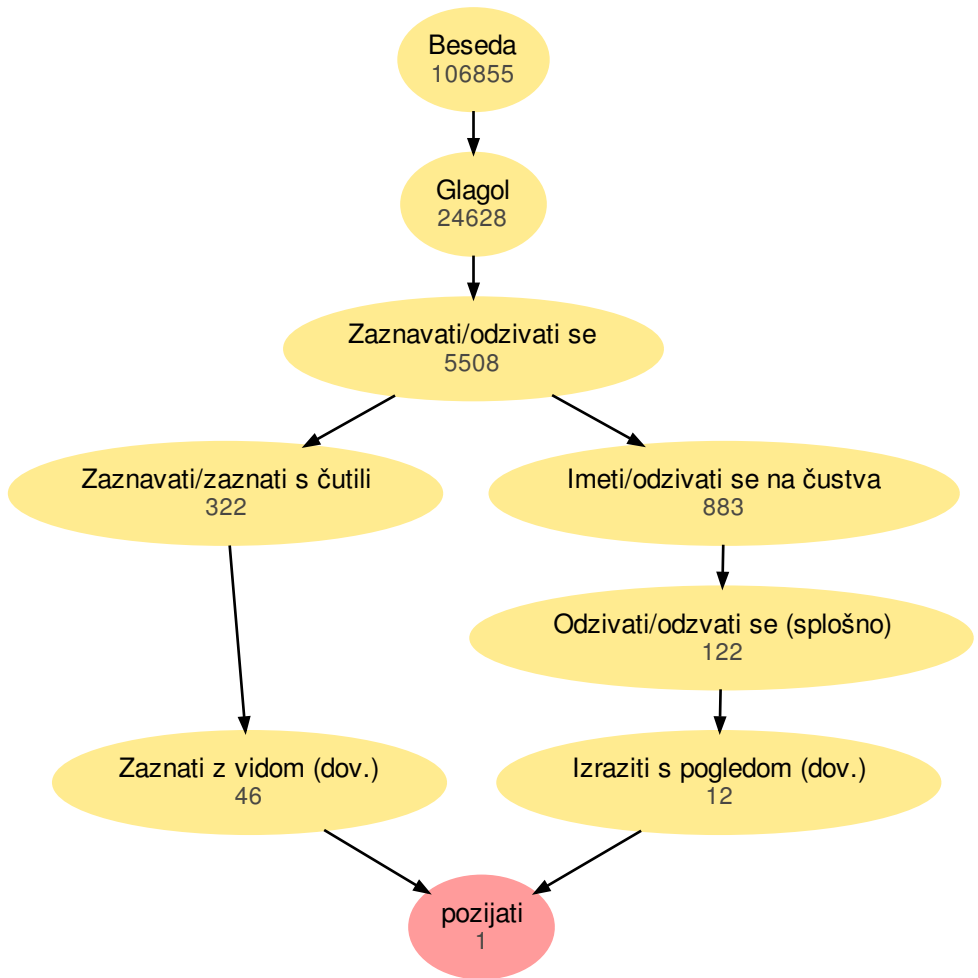 Beseda
106855
Glagol
24628
Zaznavati/odzivati se
5508
Zaznavati/zaznati s čutili
322
Imeti/odzivati se na čustva
883
Odzivati/odzvati se (splošno)
122
Zaznati z vidom (dov.)
46
Izraziti s pogledom (dov.)
12
pozijati
1